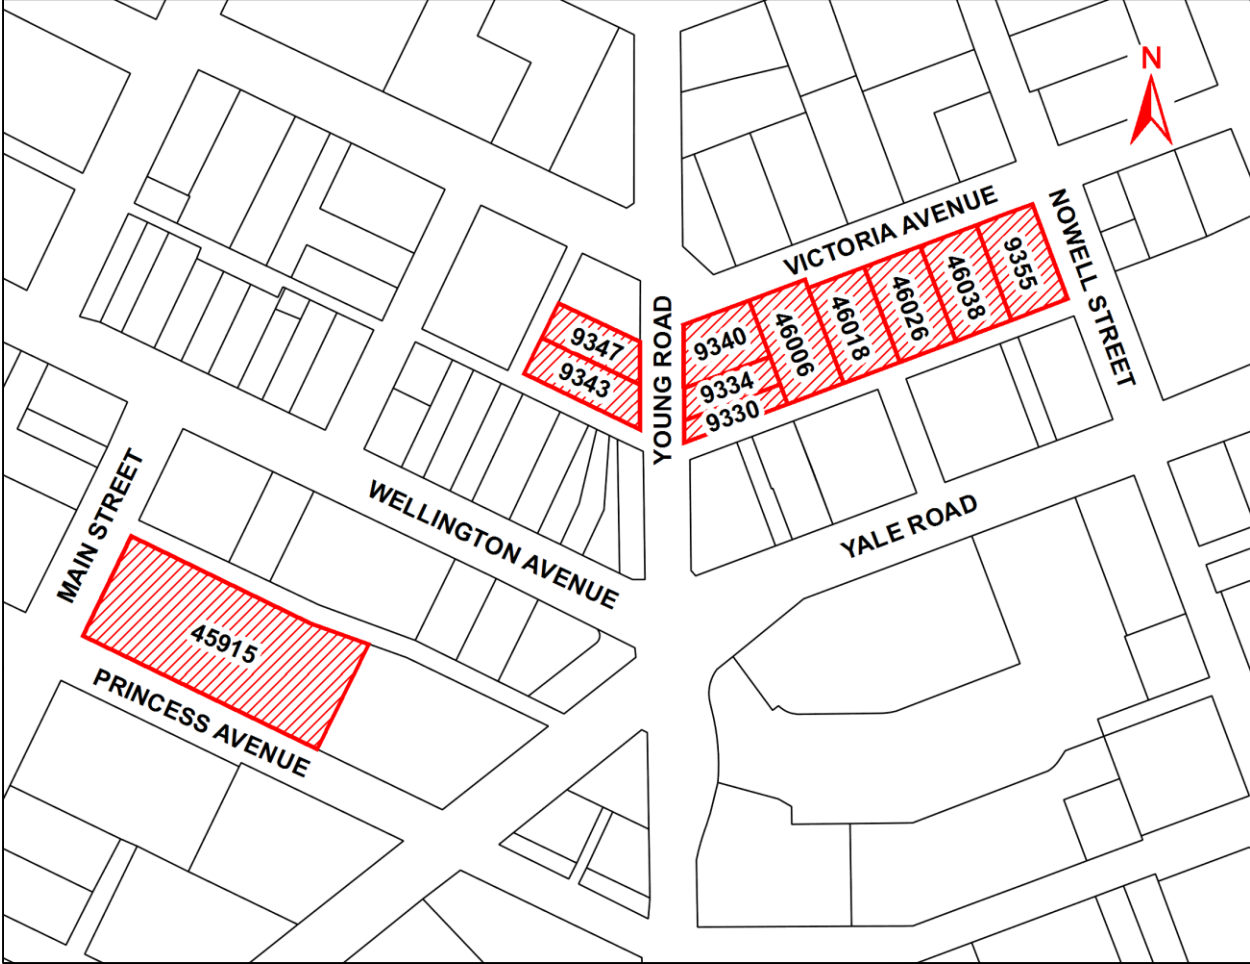 N
VICTORIA AVENUE
NOWELL STREET
9355
46038
46026
46018
46006
9340
9334
9330
YOUNG ROAD
9347
9343
MAIN STREET
WELLINGTON AVENUE
YALE ROAD
45915
PRINCESS AVENUE